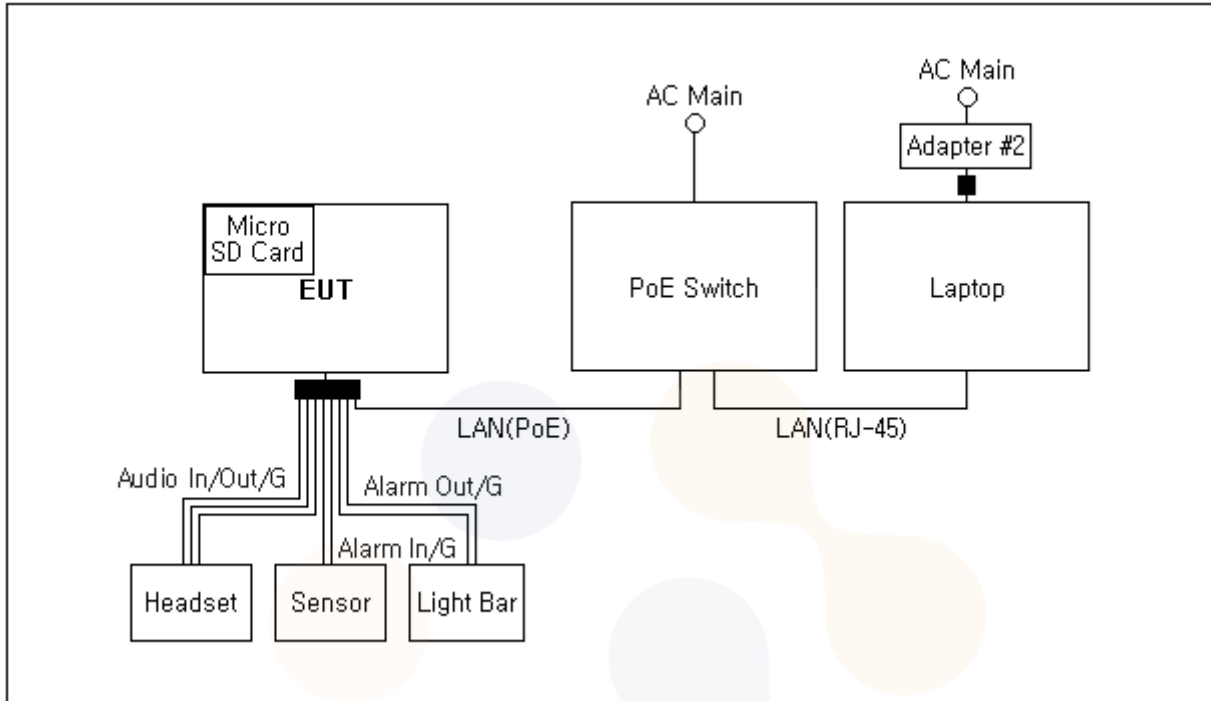 AC Main
AC Main
Adapter #2
Micro
SD Card
EUT
PoE Switch
Laptop
LAN(PoE)
LAN(RJ-45)
Audio In/Out/G
Alarm Out/G
Alarm In/G
Headset
Sensor
Light Bar